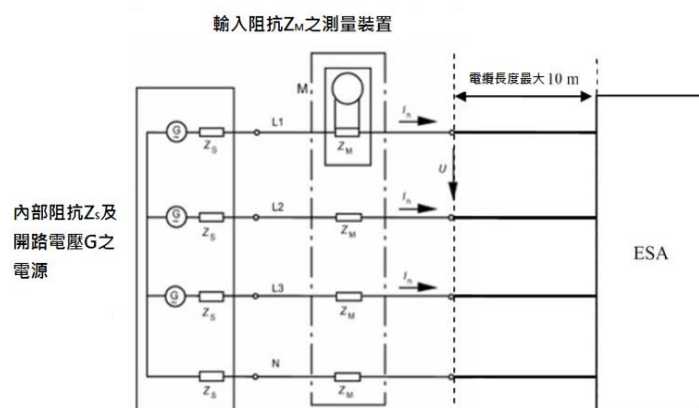 輸入阻抗ZM之測量裝置
電纜長度最大 10 m
M
L1
In
G
ZS
ZM
U
L2
In
G
ZS
ZM
內部阻抗Zs及
開路電壓G之
電源
ESA
L3
In
G
ZS
ZM
N
ZS
ZM